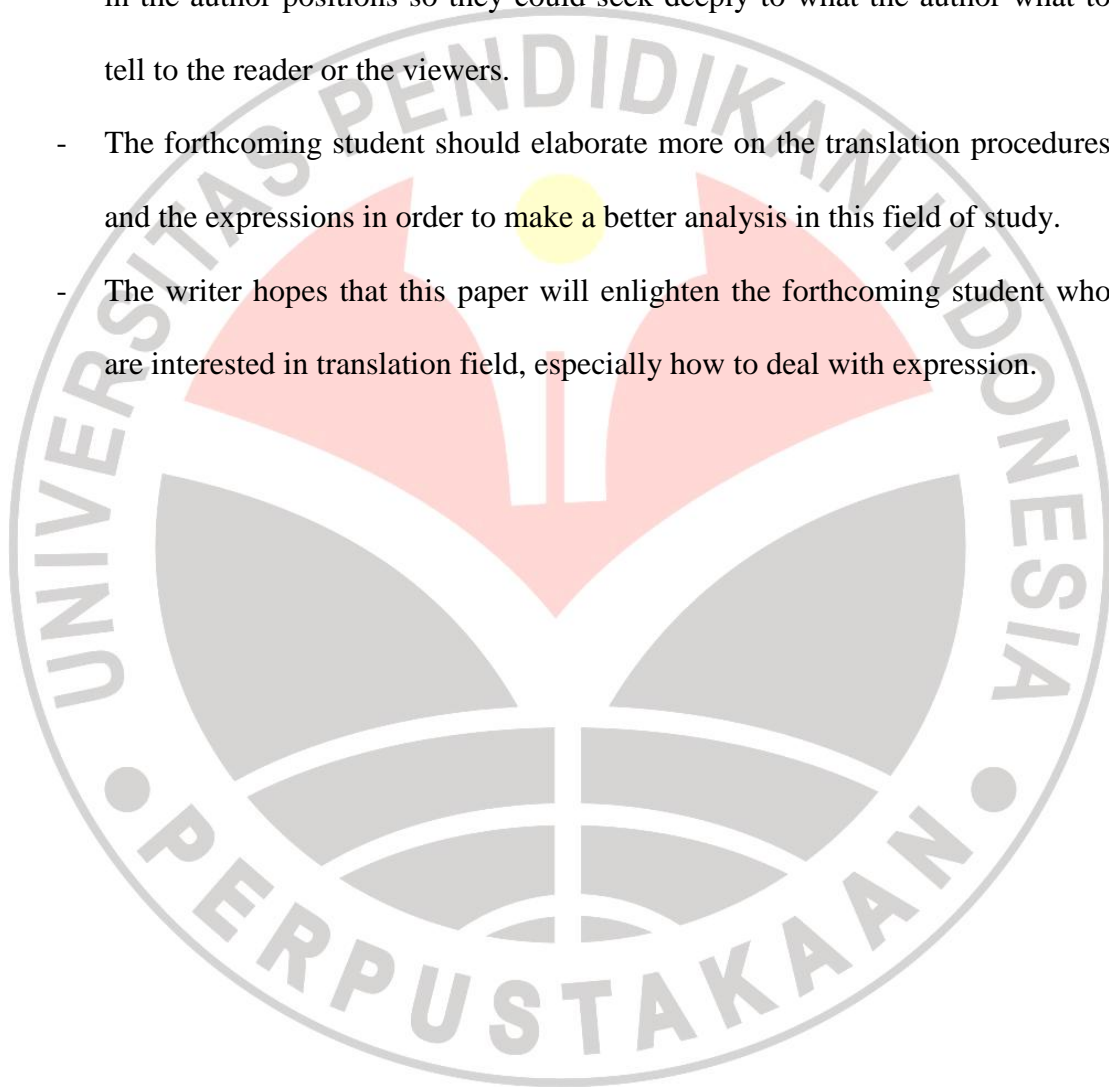 in the author positions so they could seek deeply to what the author what to
tell to the reader or the viewers.
- The forthcoming student should elaborate more on the translation procedures
and the expressions in order to make a better analysis in this field of study.
- The writer hopes that this paper will enlighten the forthcoming student who
are interested in translation field, especially how to deal with expression.
UNIVERSITAS PENDIDIKAN INDONESIA
PERPUSTAKAAN